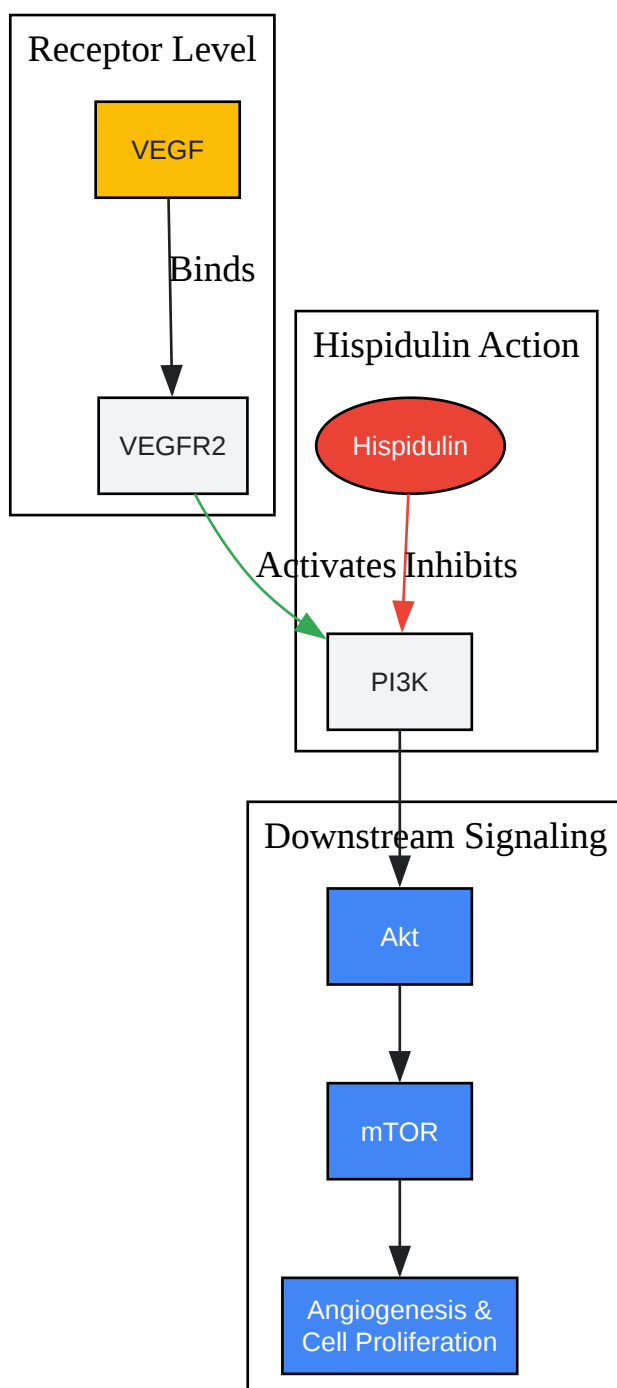 Receptor Level
VEGF
Binds
Hispidulin Action
VEGFR2
Hispidulin
Activates
Inhibits
PI3K
Downstream Signaling
Akt
mTOR
Angiogenesis &
Cell Proliferation